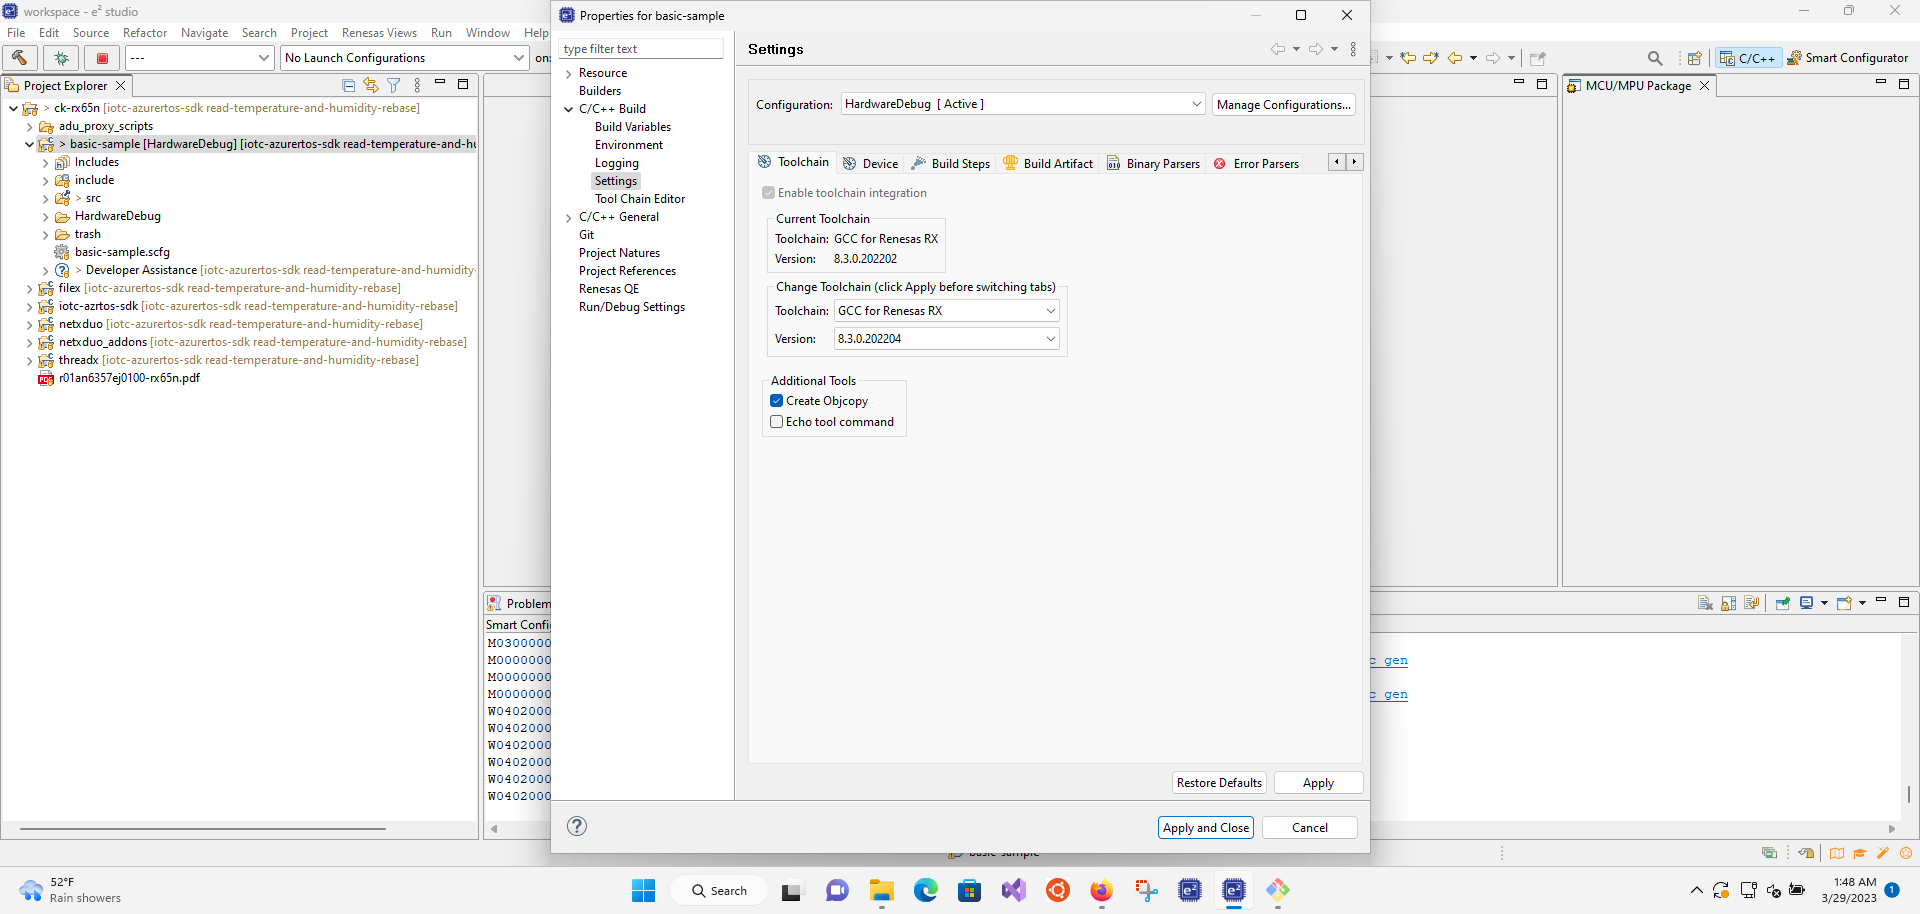 workspace - e² studio
File Edit Source Refactor Navigate Search Project Renesas Views Run Window Help
--- No Launch Configurations on:
C/C++ Smart Configurator
Project Explorer
> ck-rx65n [iotc-azurertos-sdk read-temperature-and-humidity-rebase]
adu_proxy_scripts
> basic-sample [HardwareDebug] [iotc-azurertos-sdk read-temperature-and-hu
Includes
include
> src
HardwareDebug
trash
basic-sample.scfg
> Developer Assistance [iotc-azurertos-sdk read-temperature-and-humidity-
filex [iotc-azurertos-sdk read-temperature-and-humidity-rebase]
iotc-azrtos-sdk [iotc-azurertos-sdk read-temperature-and-humidity-rebase]
netxduo [iotc-azurertos-sdk read-temperature-and-humidity-rebase]
netxduo_addons [iotc-azurertos-sdk read-temperature-and-humidity-rebase]
threadx [iotc-azurertos-sdk read-temperature-and-humidity-rebase]
r01an6357ej0100-rx65n.pdf
Properties for basic-sample
type filter text
Resource
Builders
C/C++ Build
Build Variables
Environment
Logging
Settings
Tool Chain Editor
C/C++ General
Git
Project Natures
Project References
Renesas QE
Run/Debug Settings
Settings
Configuration: HardwareDebug [ Active ] Manage Configurations...
Toolchain Device Build Steps Build Artifact Binary Parsers Error Parsers
Enable toolchain integration
Current Toolchain
Toolchain: GCC for Renesas RX
Version: 8.3.0.202202
Change Toolchain (click Apply before switching tabs)
Toolchain: GCC for Renesas RX
Version: 8.3.0.202204
Additional Tools
Create Objcopy
Echo tool command
Restore Defaults Apply
Apply and Close Cancel
MCU/MPU Package
Problem
Smart Confi
M0300000
M0000000 c gen
M0000000
M0000000 c gen
W0402000
W0402000
W0402000
W0402000
W0402000
W0402000
basic-sample
52°F
Rain showers
Search
1:48 AM
3/29/2023
1